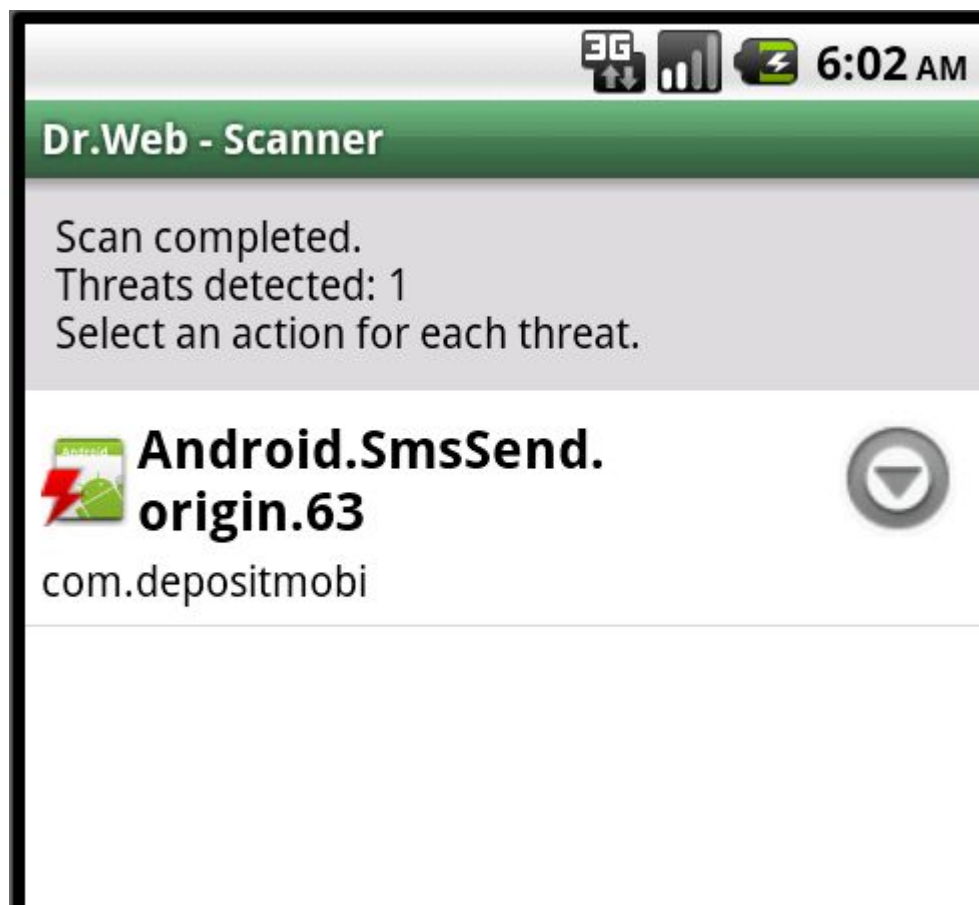 3G
6:02 AM
Dr.Web - Scanner
Scan completed.
Threats detected: 1
Select an action for each threat.
Android
Android.SmsSend.
origin.63
com.depositmobi